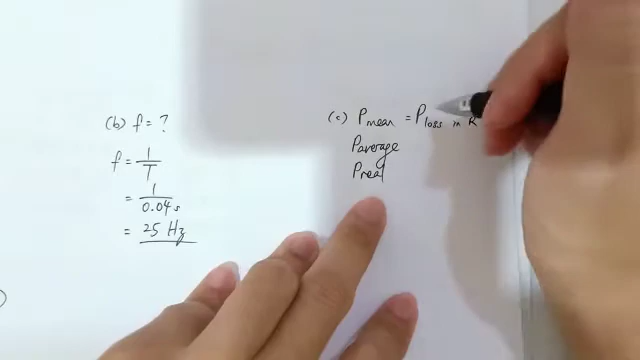 (b) f = ?
f = 1/T
= 1/0.04 s
= 25 Hz
(c) Pmean = Ploss in R
Paverage
Preal
)